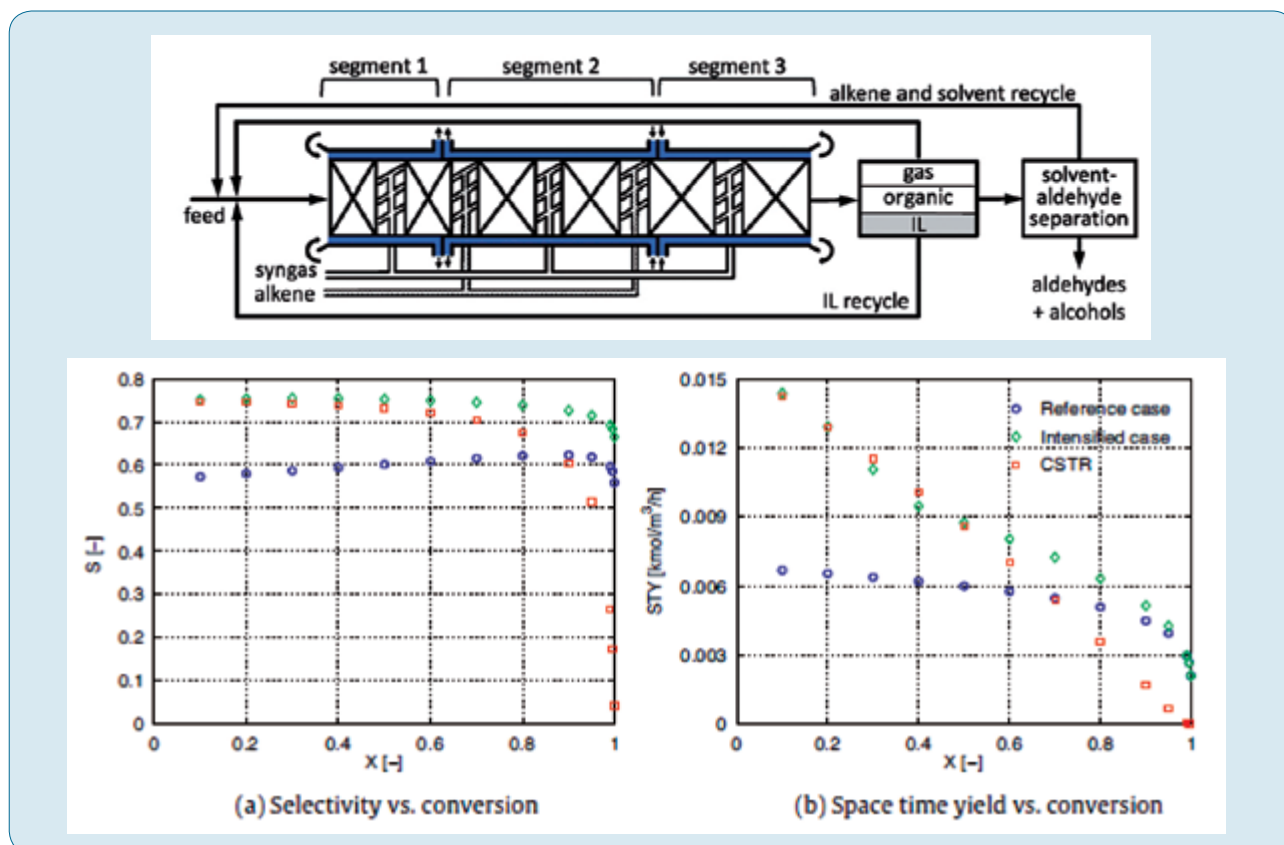 segment 1 segment 2 segment 3
alkene and solvent recycle
feed
gas
organic
IL
solvent-
aldehyde
separation
syngas
alkene
IL recycle
aldehydes
+ alcohols
0.8
0.7
0.6
0.5
0.4
0.3
0.2
0.1
0
S [–]
0 0.2 0.4 0.6 0.8 1
X [–]
(a) Selectivity vs. conversion
0.015
0.012
0.009
0.006
0.003
0
STY [kmol/m³/h]
Reference case
Intensified case
CSTR
0 0.2 0.4 0.6 0.8 1
X [–]
(b) Space time yield vs. conversion